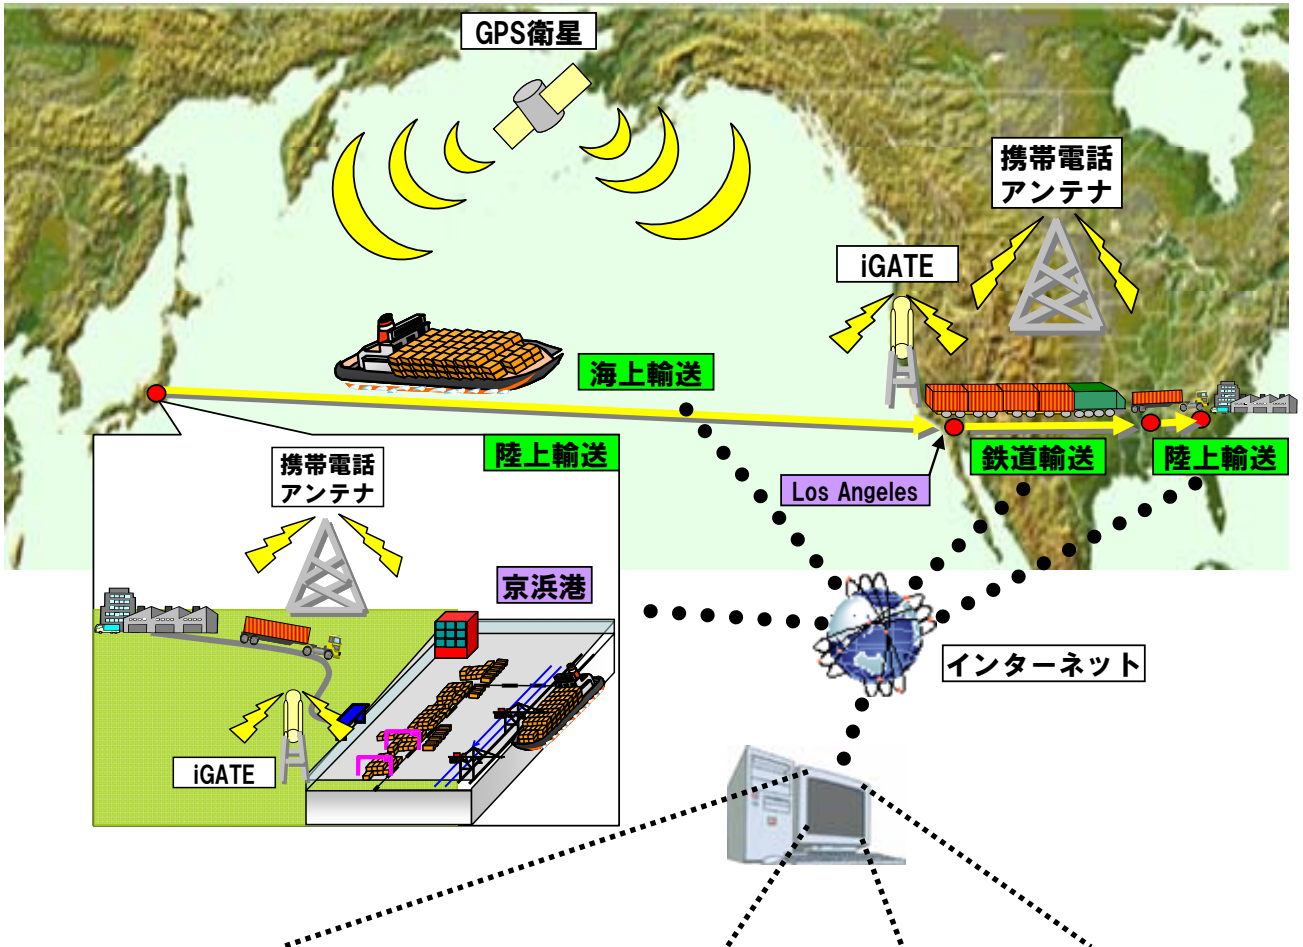 GPS衛星
携帯電話
アンテナ
iGATE
海上輸送
陸上輸送
鉄道輸送
陸上輸送
Los Angeles
携帯電話
アンテナ
京浜港
インターネット
iGATE